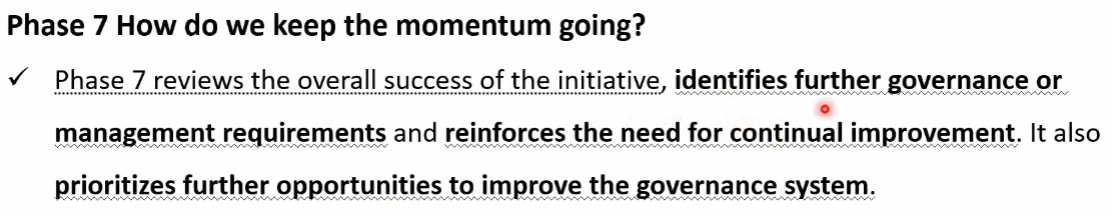 Phase 7 How do we keep the momentum going?
✓ Phase 7 reviews the overall success of the initiative, identifies further governance or
management requirements and reinforces the need for continual improvement. It also
prioritizes further opportunities to improve the governance system.